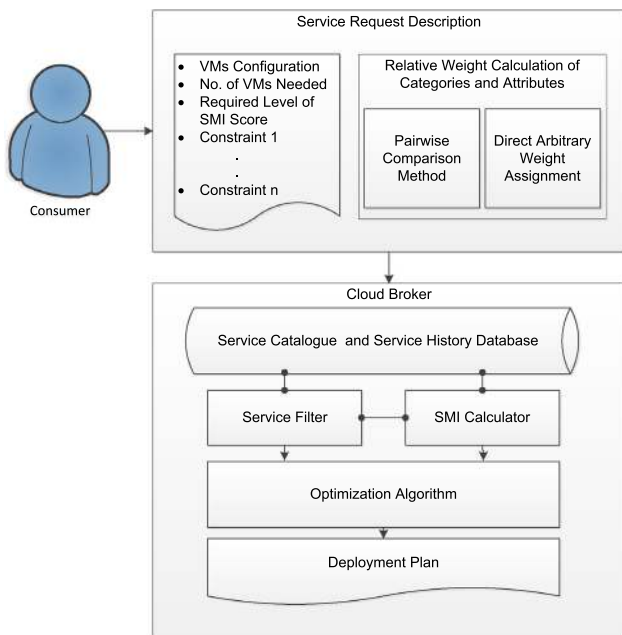 Service Request Description
• VMs Configuration
• No. of VMs Needed
• Required Level of
SMI Score
• Constraint 1
.
.
• Constraint n
Relative Weight Calculation of
Categories and Attributes
Pairwise
Comparison
Method
Direct Arbitrary
Weight
Assignment
Consumer
Cloud Broker
Service Catalogue and Service History Database
Service Filter
SMI Calculator
Optimization Algorithm
Deployment Plan